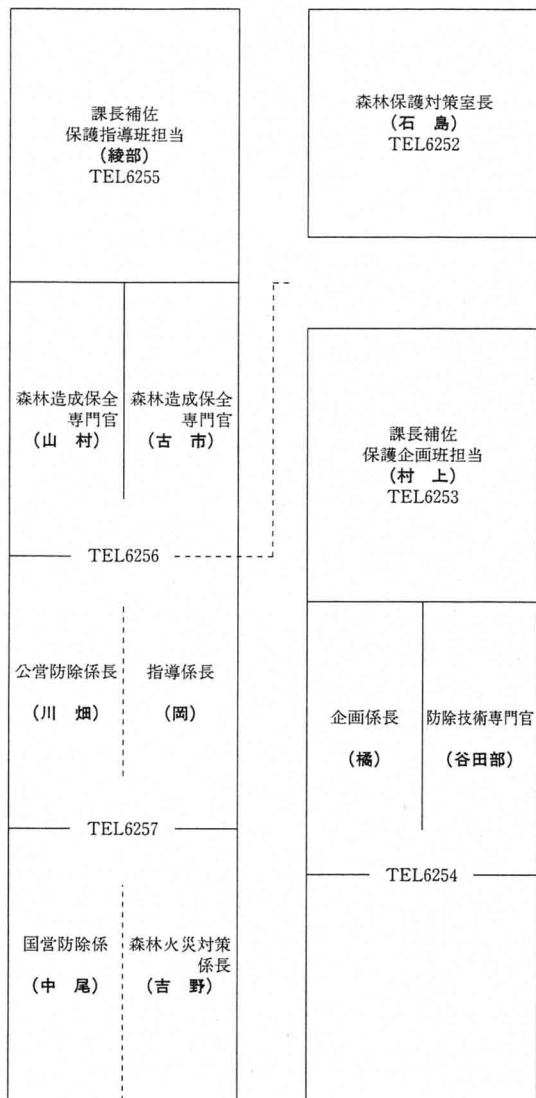 課長補佐
保護指導班担当
(綾部)
TEL6255
森林造成保全
専門官
(山　村)
森林造成保全
専門官
(古　市)
TEL6256
公営防除係長
(川　畑)
指導係長
(岡)
TEL6257
国営防除係
(中　尾)
森林火災対策
係長
(吉　野)
森林保護対策室長
(石　島)
TEL6252
課長補佐
保護企画班担当
(村　上)
TEL6253
企画係長
(橘)
防除技術専門官
(谷田部)
TEL6254